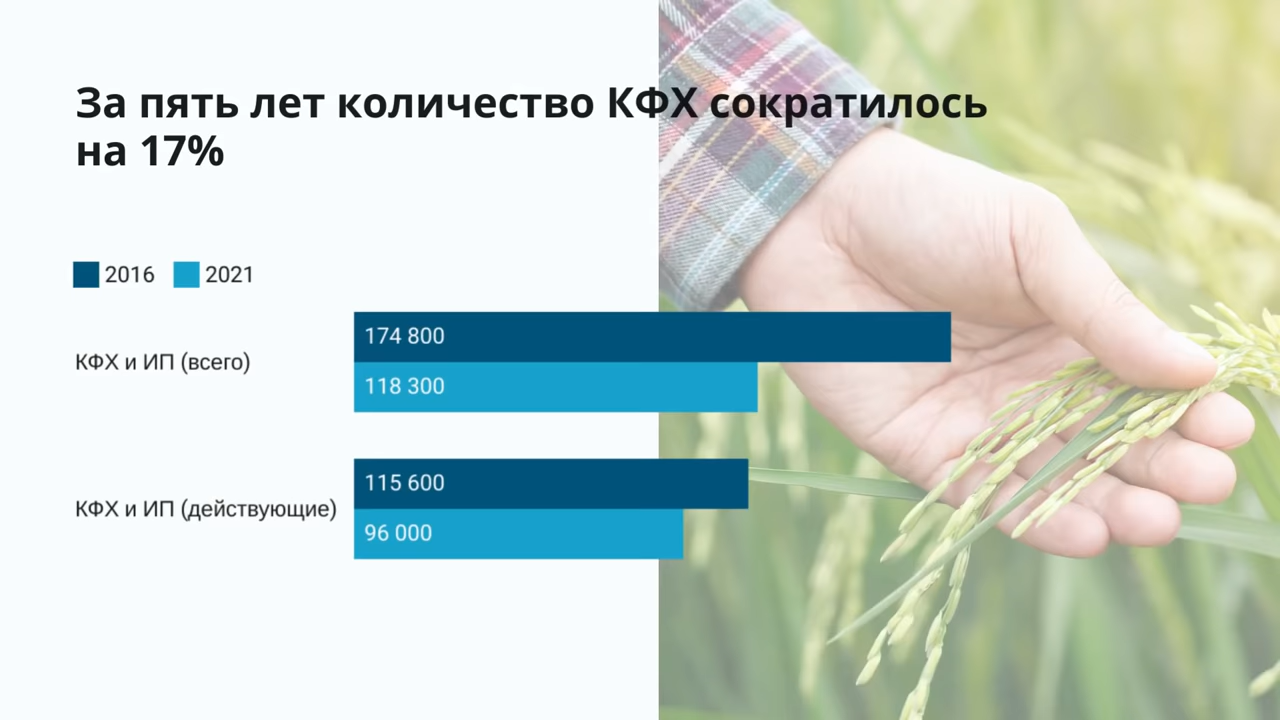 За пять лет количество КФХ сократилось
на 17%
2016 2021
КФХ и ИП (всего)
174 800
118 300
КФХ и ИП (действующие)
115 600
96 000